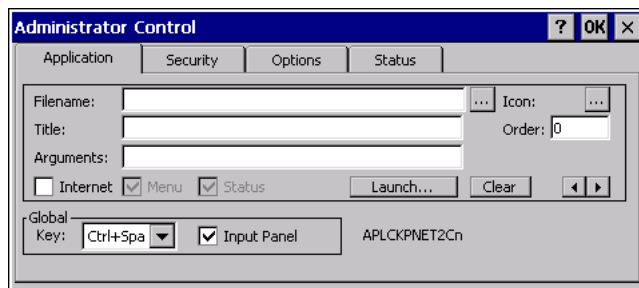 Administrator Control ? OK ×
Application Security Options Status
Filename: ... Icon: ...
Title: Order: 0
Arguments:
Internet Menu Status Launch... Clear
Global
Key: Ctrl+Spa Input Panel APLCKPNET2Cn